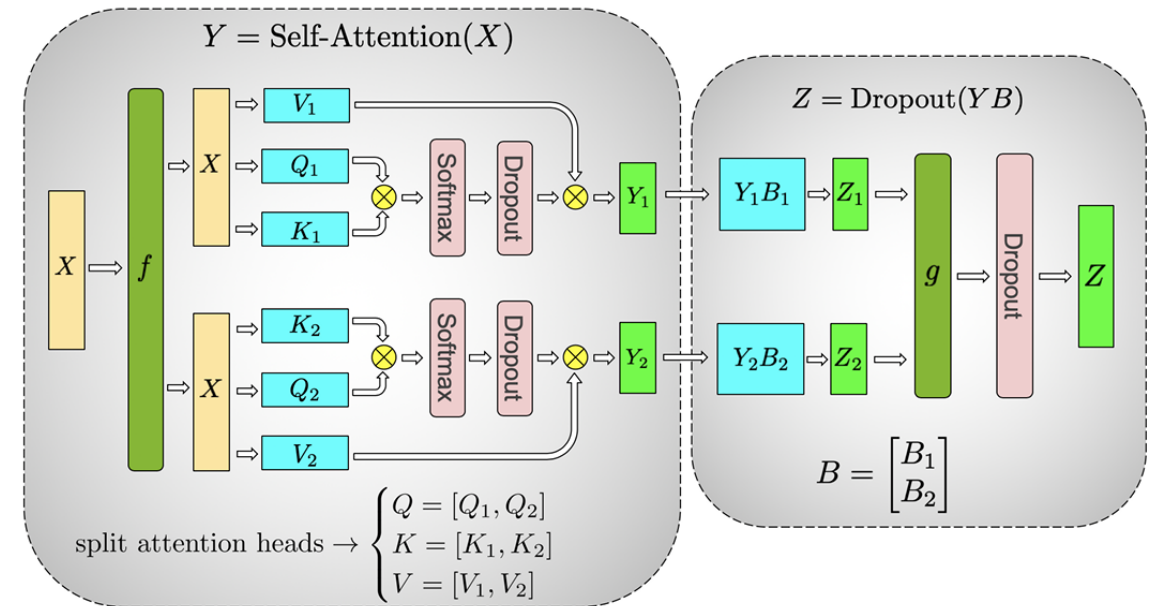 Y = Self-Attention(X)
X
f
X
V₁
Q₁
K₁
Softmax
Dropout
Y₁
X
K₂
Q₂
V₂
Softmax
Dropout
Y₂
split attention heads → { Q = [Q₁, Q₂]
K = [K₁, K₂]
V = [V₁, V₂]
Z = Dropout(Y B)
Y₁B₁
Z₁
Y₂B₂
Z₂
g
Dropout
Z
B = [B₁
B₂]